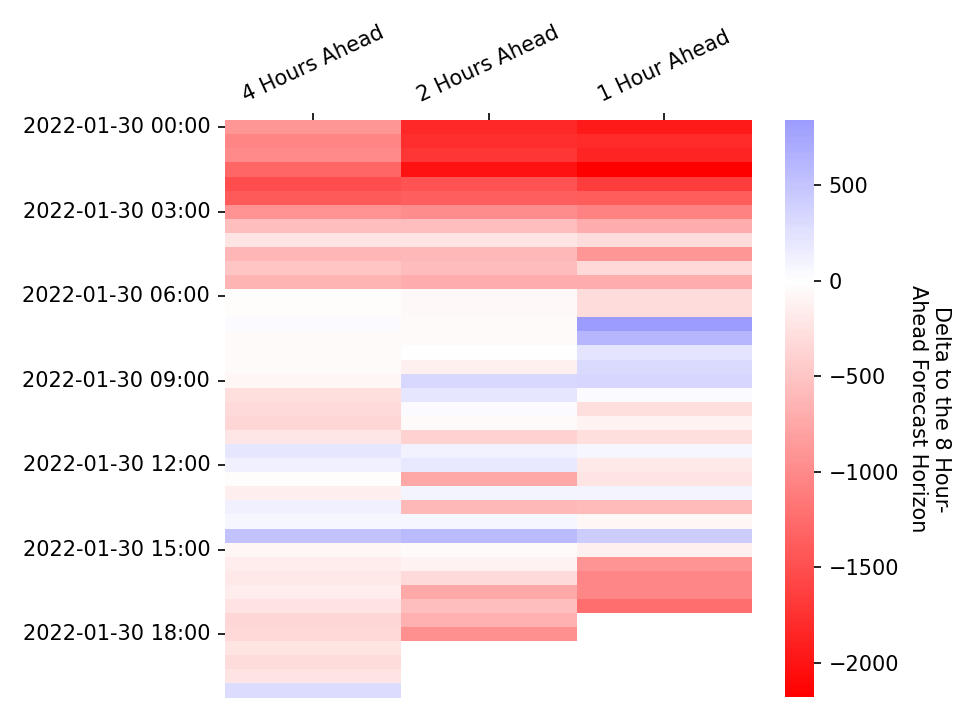 4 Hours Ahead
2 Hours Ahead
1 Hour Ahead
2022-01-30 00:00
2022-01-30 03:00
2022-01-30 06:00
2022-01-30 09:00
2022-01-30 12:00
2022-01-30 15:00
2022-01-30 18:00
500
0
−500
−1000
−1500
−2000
Delta to the 8 Hour-
Ahead Forecast Horizon